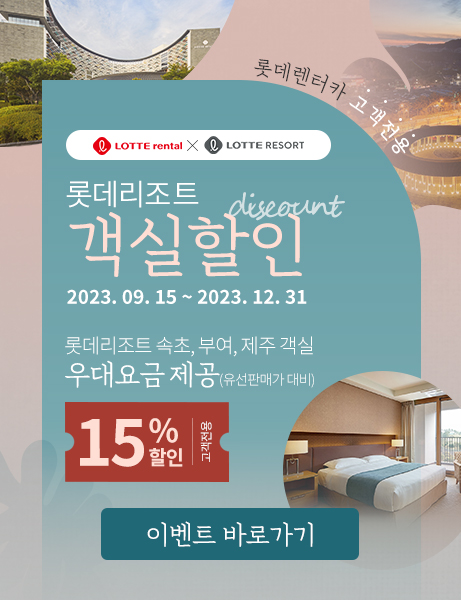 롯데렌터카 고객전용
LOTTE rental × LOTTE RESORT
롯데리조트
discount
객실할인
2023. 09. 15 ~ 2023. 12. 31
롯데리조트 속초, 부여, 제주 객실
우대요금 제공(유선판매가 대비)
15% 할인 고객전용
이벤트 바로가기